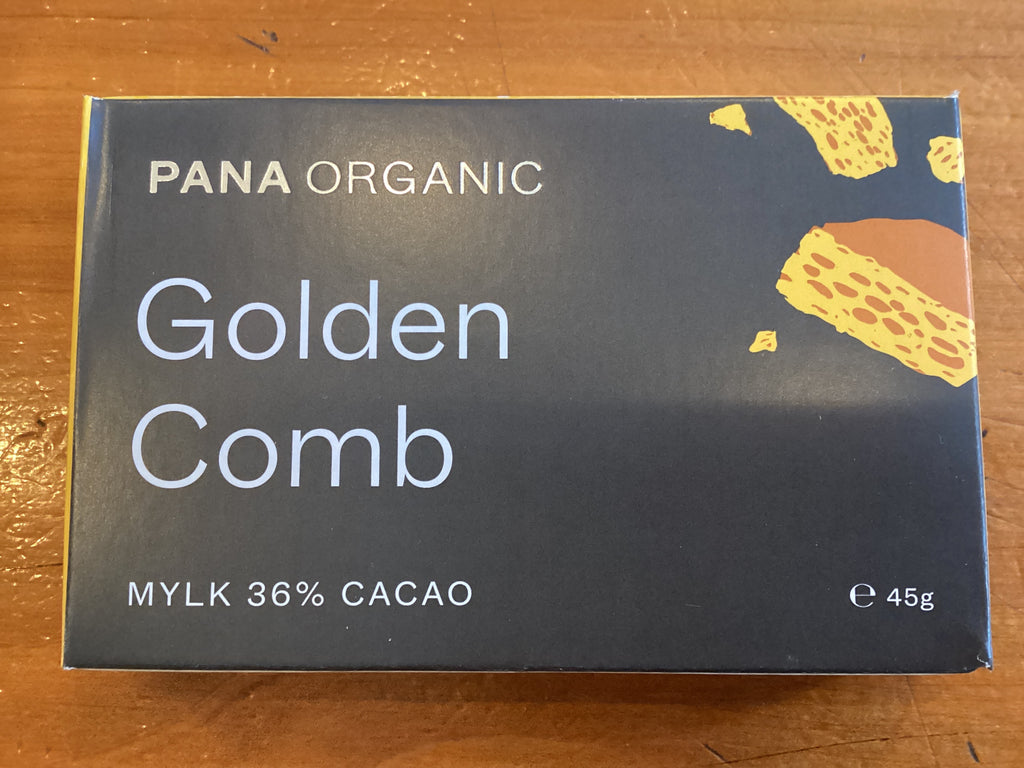 PANA ORGANIC
Golden
Comb
MYLK 36% CACAO
℮ 45g